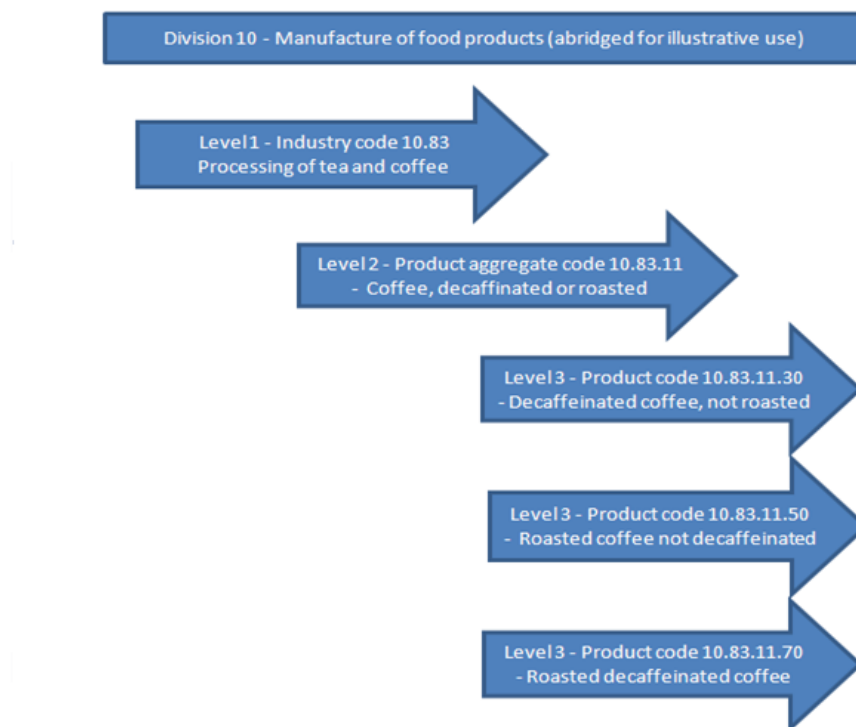 Division 10 - Manufacture of food products (abridged for illustrative use)
Level 1 - Industry code 10.83
Processing of tea and coffee
Level 2 - Product aggregate code 10.83.11
- Coffee, decaffinated or roasted
Level 3 - Product code 10.83.11.30
- Decaffeinated coffee, not roasted
Level 3 - Product code 10.83.11.50
- Roasted coffee not decaffeinated
Level 3 - Product code 10.83.11.70
- Roasted decaffeinated coffee